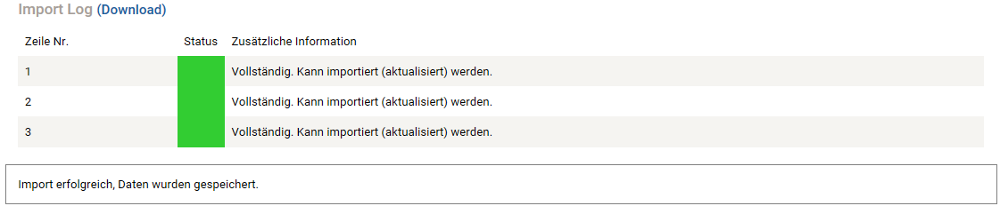 Import Log (Download)
Zeile Nr. Status Zusätzliche Information
1 Vollständig. Kann importiert (aktualisiert) werden.
2 Vollständig. Kann importiert (aktualisiert) werden.
3 Vollständig. Kann importiert (aktualisiert) werden.
Import erfolgreich, Daten wurden gespeichert.